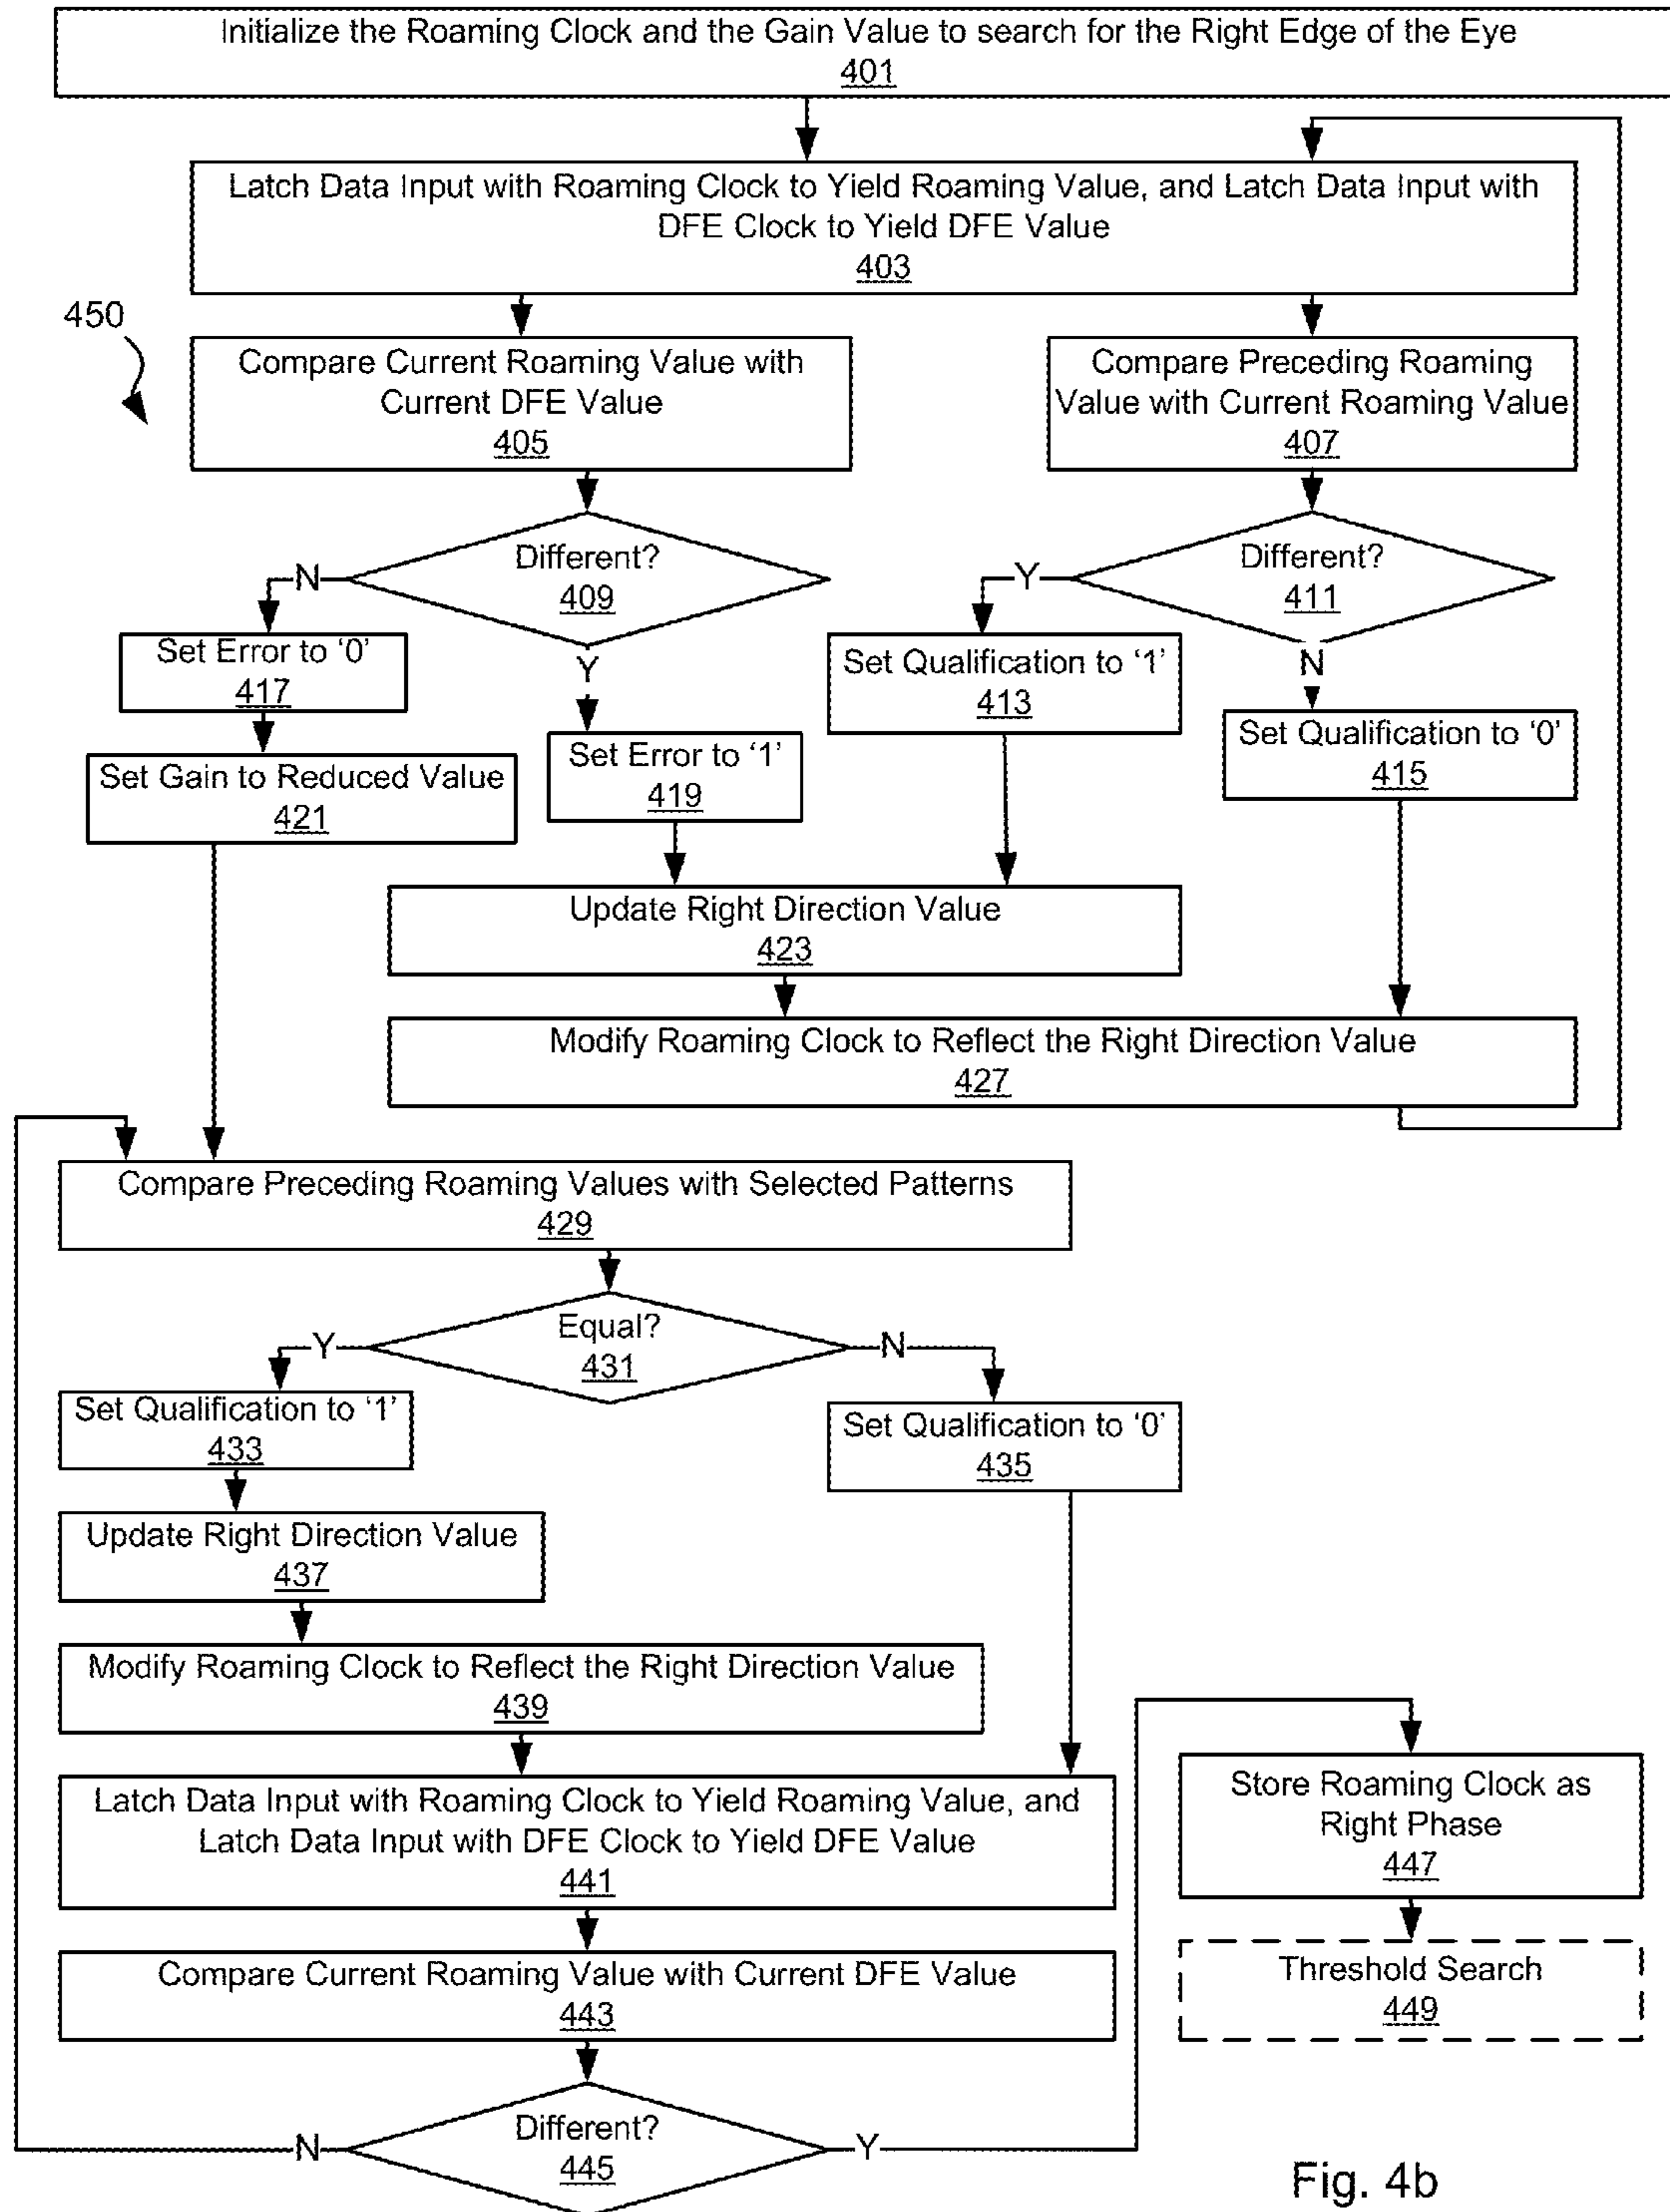 Initialize the Roaming Clock and the Gain Value to search for the Right Edge of the Eye
401
Latch Data Input with Roaming Clock to Yield Roaming Value, and Latch Data Input with
DFE Clock to Yield DFE Value
403
450
Compare Current Roaming Value with
Current DFE Value
405
Compare Preceding Roaming
Value with Current Roaming Value
407
Different?
409
N
Y
Different?
411
Y
N
Set Error to ‘0’
417
Set Qualification to ‘1’
413
Set Gain to Reduced Value
421
Set Error to ‘1’
419
Set Qualification to ‘0’
415
Update Right Direction Value
423
Modify Roaming Clock to Reflect the Right Direction Value
427
Compare Preceding Roaming Values with Selected Patterns
429
Equal?
431
Y
N
Set Qualification to ‘1’
433
Set Qualification to ‘0’
435
Update Right Direction Value
437
Modify Roaming Clock to Reflect the Right Direction Value
439
Latch Data Input with Roaming Clock to Yield Roaming Value, and
Latch Data Input with DFE Clock to Yield DFE Value
441
Store Roaming Clock as
Right Phase
447
Compare Current Roaming Value with Current DFE Value
443
Threshold Search
449
Different?
445
N
Y
Fig. 4b